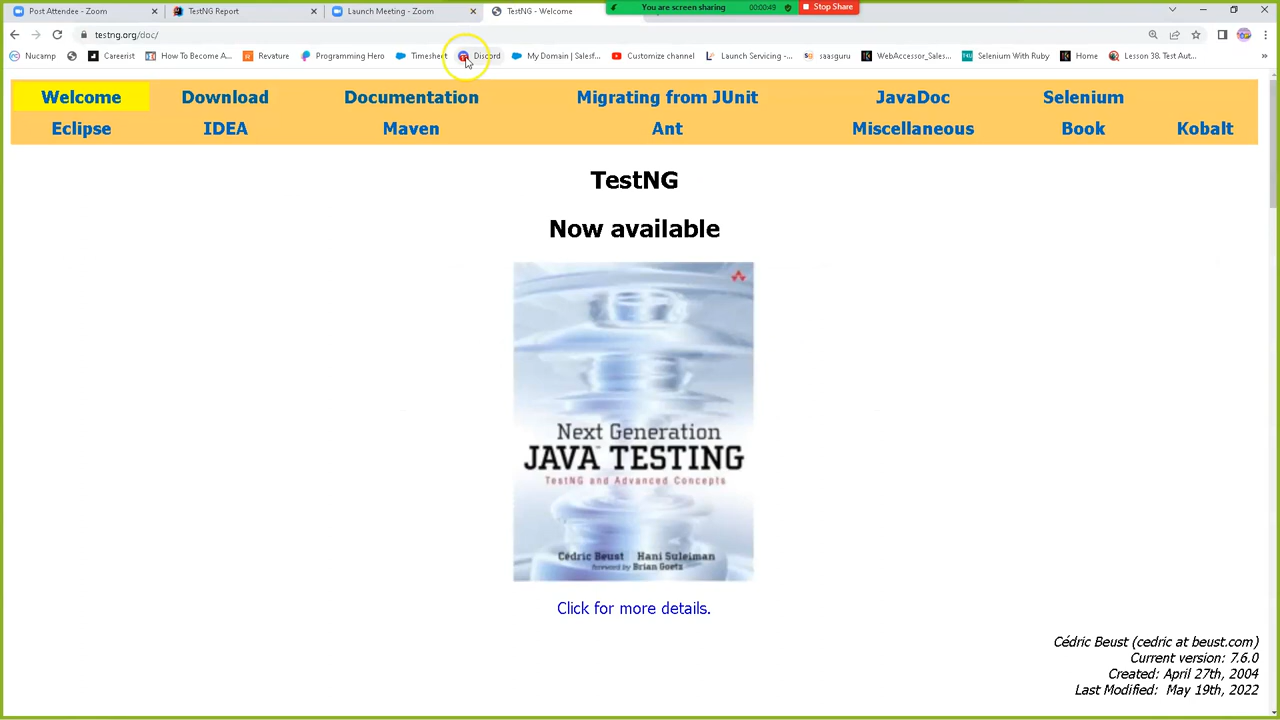 Post Attendee - Zoom
TestNG Report
Launch Meeting - Zoom
TestNG - Welcome
You are screen sharing
00:00:49
Stop Share
testng.org/doc/
Nucamp
Careerist
How To Become A...
Revature
Programming Hero
Timesheet
Discord
My Domain | Salesf...
Customize channel
Launch Servicing -...
saasguru
WebAccessor_Sales...
Selenium With Ruby
Home
Lesson 38. Test Aut...
Welcome Download Documentation Migrating from JUnit JavaDoc Selenium
Eclipse IDEA Maven Ant Miscellaneous Book Kobalt
TestNG
Now available
Next Generation
JAVA™ TESTING
TestNG and Advanced Concepts
Cédric Beust Hani Suleiman
foreword by Brian Goetz
Click for more details.
Cédric Beust (cedric at beust.com)
Current version: 7.6.0
Created: April 27th, 2004
Last Modified: May 19th, 2022